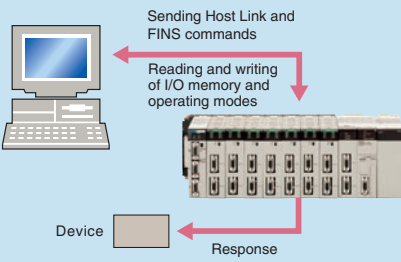 Sending Host Link and
FINS commands
Reading and writing
of I/O memory and
operating modes
Device
Response